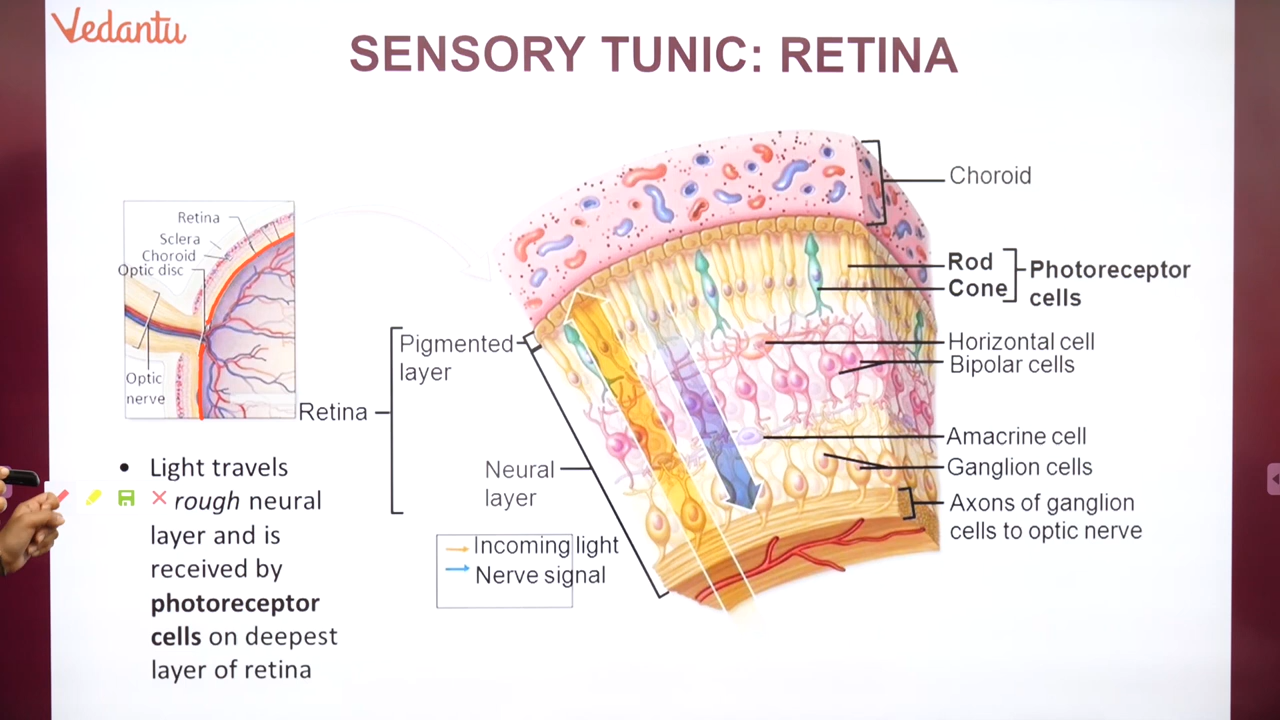 Vedantu
SENSORY TUNIC: RETINA
Retina
Sclera
Choroid
Optic disc
Optic
nerve
Choroid
Rod
Cone
Photoreceptor
cells
Horizontal cell
Bipolar cells
Amacrine cell
Ganglion cells
Axons of ganglion
cells to optic nerve
Pigmented
layer
Retina
Neural
layer
Incoming light
Nerve signal
• Light travels
rough neural
layer and is
received by
photoreceptor
cells on deepest
layer of retina